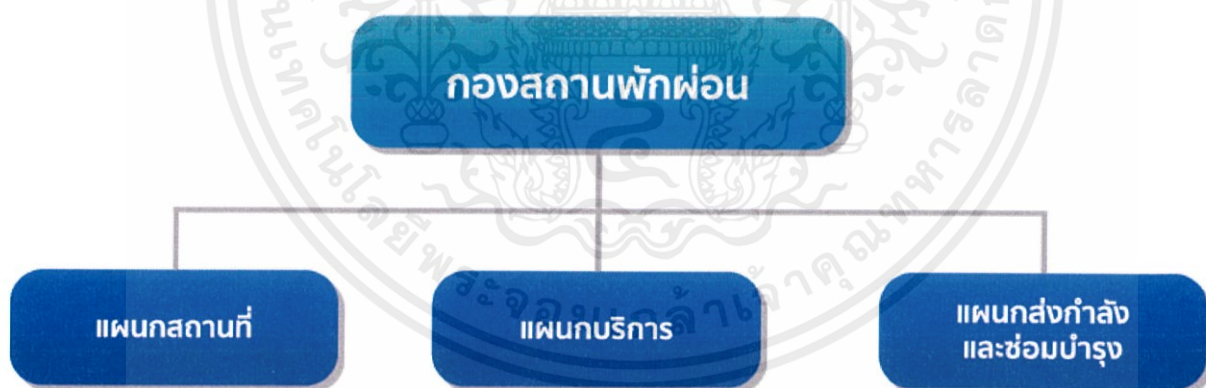 กองสถานพักผ่อน
แผนกสถานที่
แผนกบริการ
แผนกส่งกำลัง
และซ่อมบำรุง